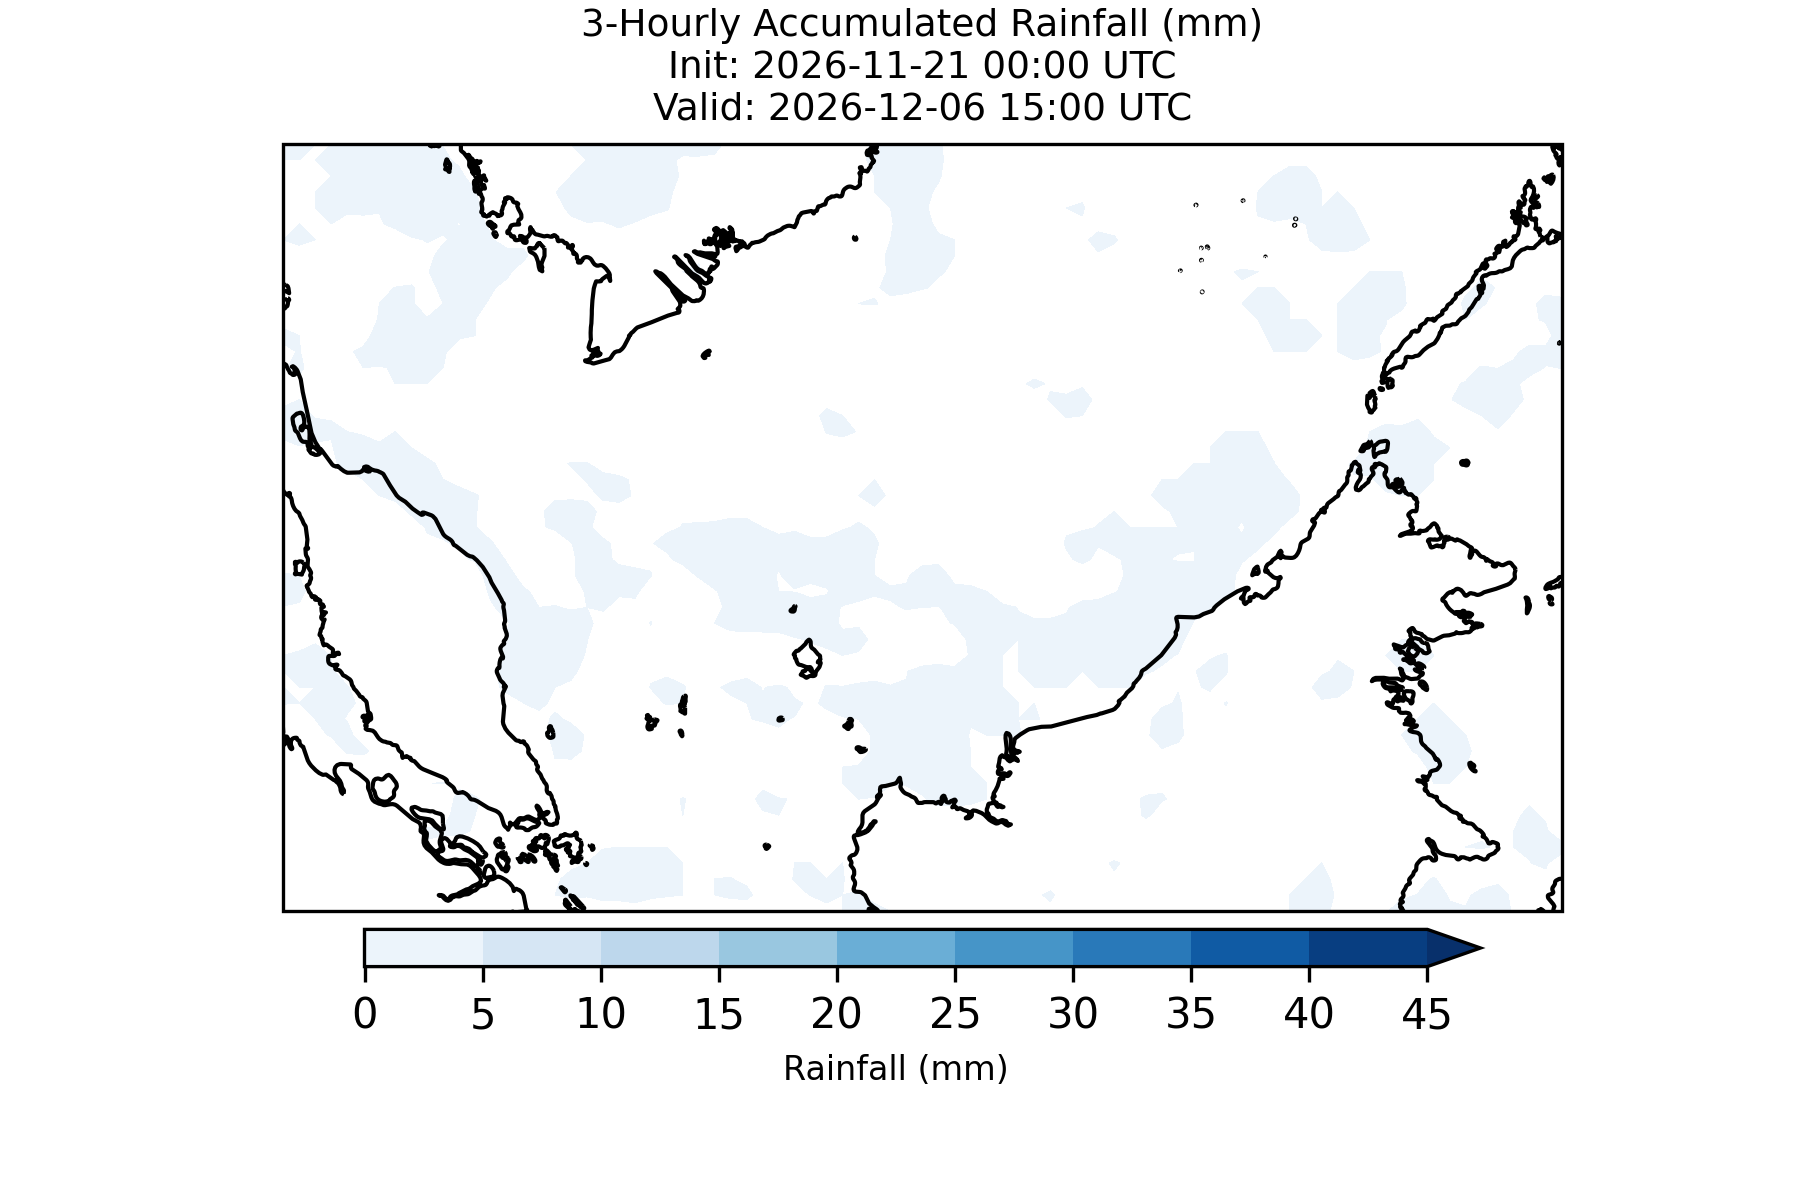 3-Hourly Accumulated Rainfall (mm)
Init: 2026-11-21 00:00 UTC
Valid: 2026-12-06 15:00 UTC
0 5 10 15 20 25 30 35 40 45
Rainfall (mm)